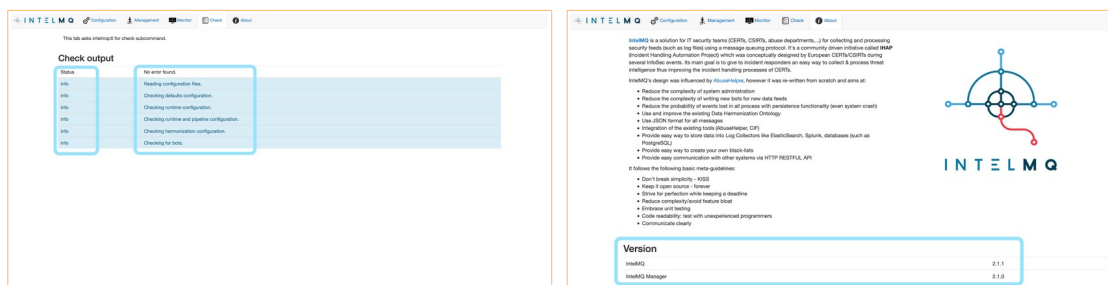 INTELMQ Configuration Management Monitor Check About
This tab asks intelmqctl for check subcommand.
Check output
Status No error found.
info Reading configuration files.
info Checking defaults configuration.
info Checking runtime configuration.
info Checking runtime and pipeline configuration.
info Checking harmonization configuration.
info Checking for bots.
INTELMQ Configuration Management Monitor Check About
IntelMQ is a solution for IT security teams (CERTs, CSIRTs, abuse departments,...) for collecting and processing
security feeds (such as log files) using a message queuing protocol. It's a community driven initiative called IHAP
(Incident Handling Automation Project) which was conceptually designed by European CERTs/CSIRTs during
several InfoSec events. Its main goal is to give to incident responders an easy way to collect & process threat
intelligence thus improving the incident handling processes of CERTs.
IntelMQ's design was influenced by AbuseHelper, however it was re-written from scratch and aims at:
• Reduce the complexity of system administration
• Reduce the complexity of writing new bots for new data feeds
• Reduce the probability of events lost in all process with persistence functionality (even system crash)
• Use and improve the existing Data Harmonization Ontology
• Use JSON format for all messages
• Integration of the existing tools (AbuseHelper, CIF)
• Provide easy way to store data into Log Collectors like ElasticSearch, Splunk, databases (such as
PostgreSQL)
• Provide easy way to create your own black-lists
• Provide easy communication with other systems via HTTP RESTFUL API
It follows the following basic meta-guidelines:
• Don't break simplicity - KISS
• Keep it open source - forever
• Strive for perfection while keeping a deadline
• Reduce complexity/avoid feature bloat
• Embrace unit testing
• Code readability: test with unexperienced programmers
• Communicate clearly
INTELMQ
Version
IntelMQ 2.1.1
IntelMQ Manager 2.1.0